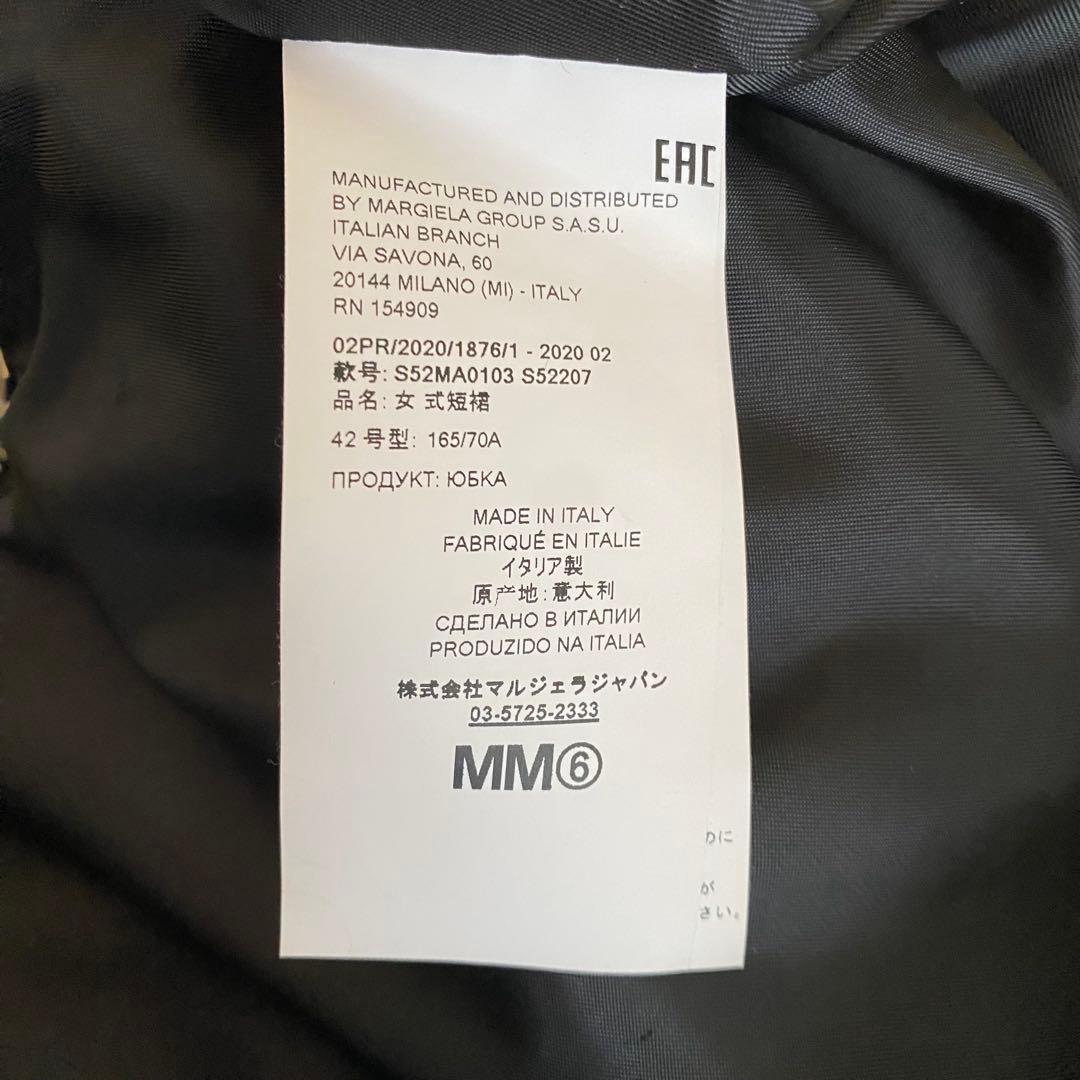 EAC
MANUFACTURED AND DISTRIBUTED
BY MARGIELA GROUP S.A.S.U.
ITALIAN BRANCH
VIA SAVONA, 60
20144 MILANO (MI) - ITALY
RN 154909
02PR/2020/1876/1 - 2020 02
款号: S52MA0103 S52207
品名: 女 式短裙
42 号型: 165/70A
ПРОДУКТ: ЮБКА
MADE IN ITALY
FABRIQUÉ EN ITALIE
イタリア製
原产地: 意大利
СДЕЛАНО В ИТАЛИИ
PRODUZIDO NA ITALIA
株式会社マルジェラジャパン
03-5725-2333
MM⑥
に
が
さい。